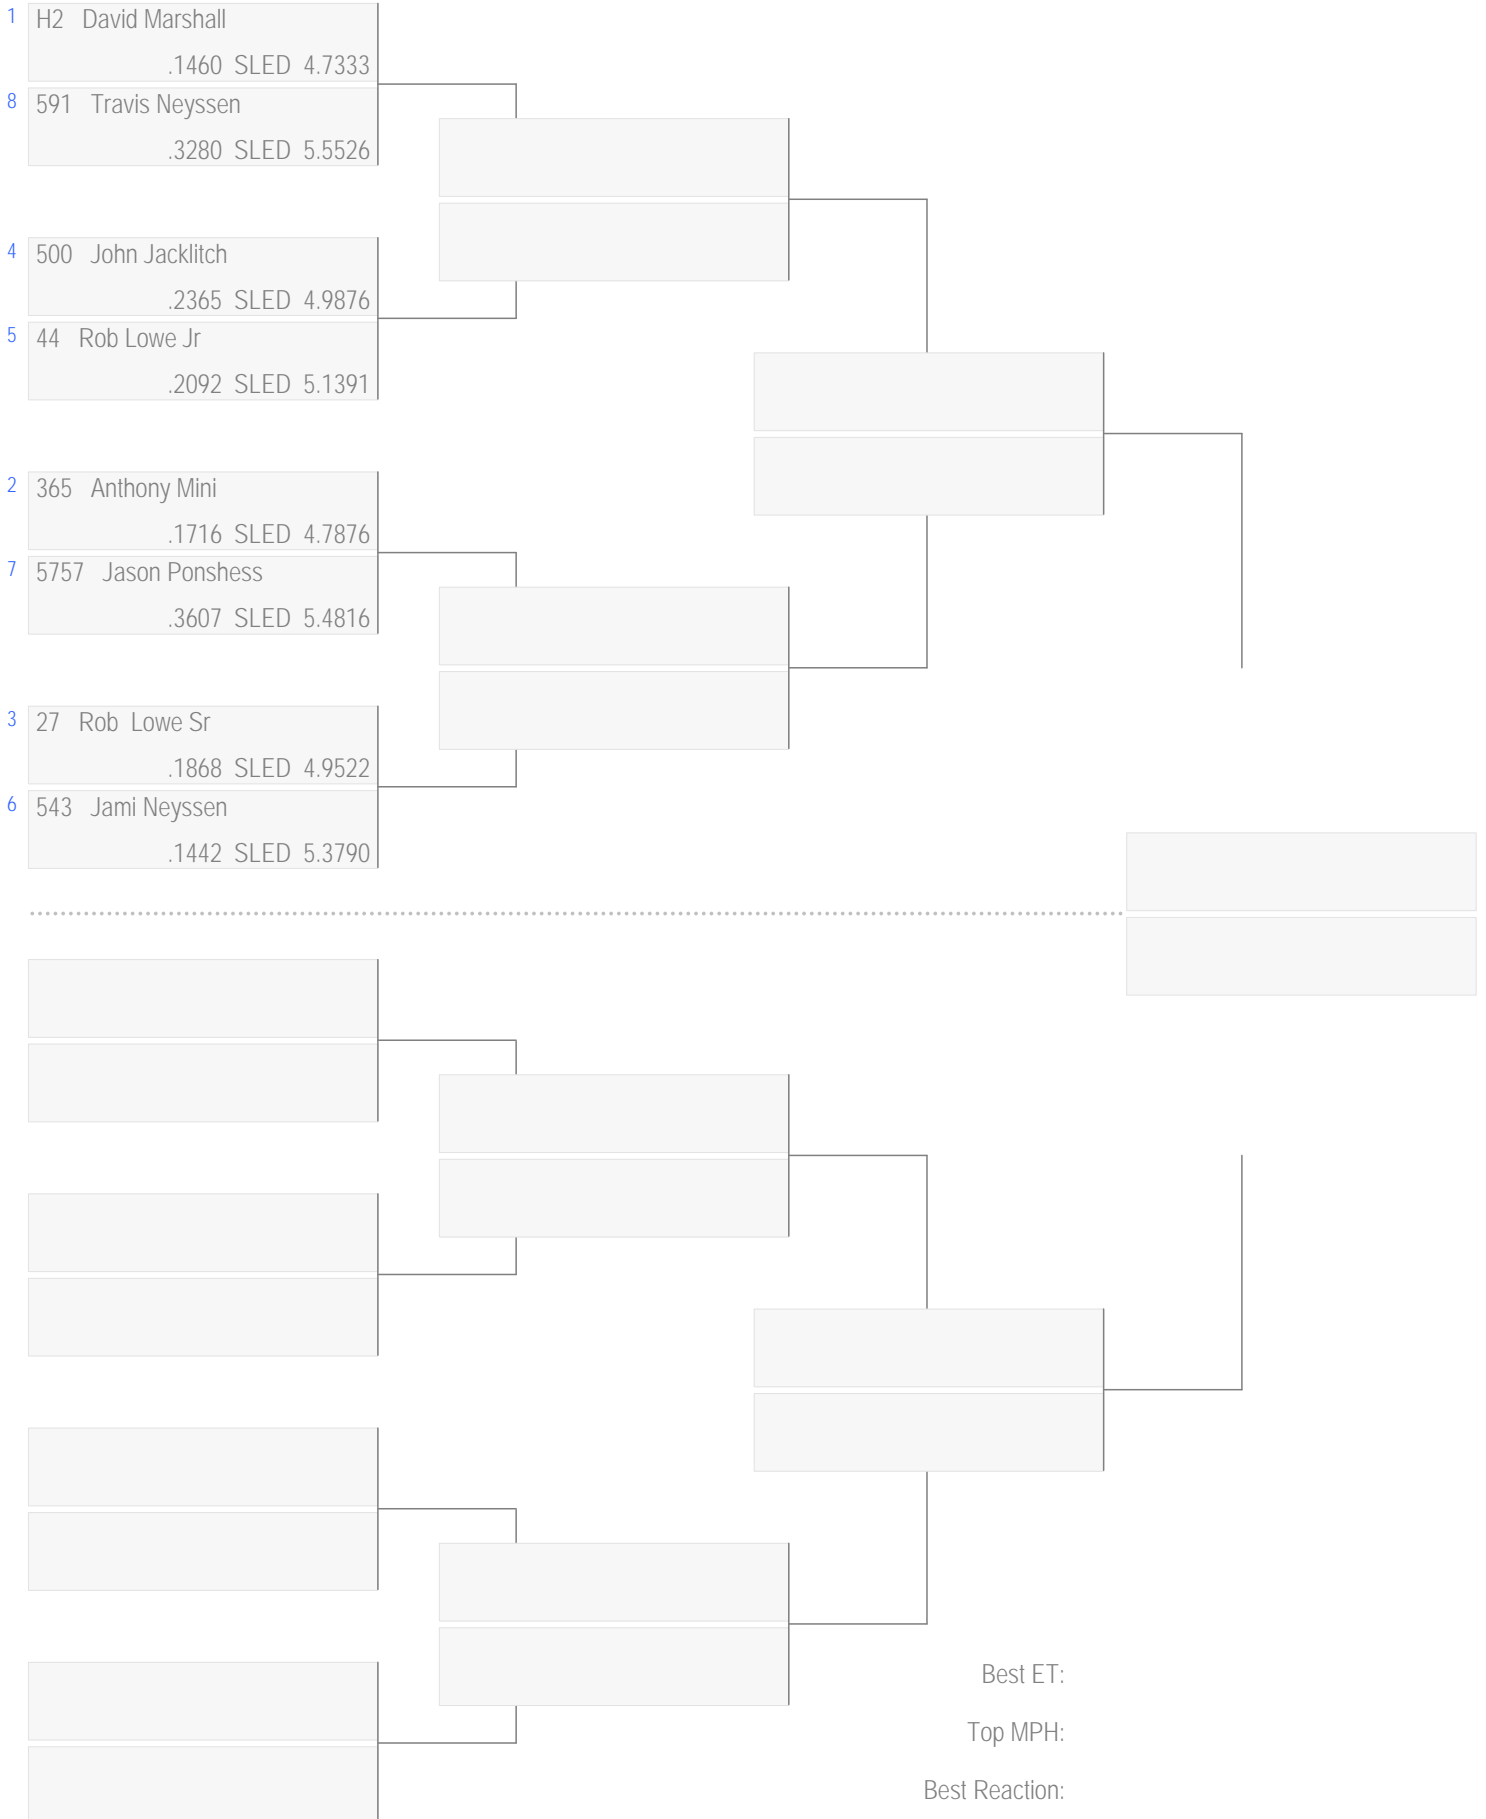 1 H2 David Marshall
.1460 SLED 4.7333
8 591 Travis Neyssen
.3280 SLED 5.5526
4 500 John Jacklitch
.2365 SLED 4.9876
5 44 Rob Lowe Jr
.2092 SLED 5.1391
2 365 Anthony Mini
.1716 SLED 4.7876
7 5757 Jason Ponshess
.3607 SLED 5.4816
3 27 Rob Lowe Sr
.1868 SLED 4.9522
6 543 Jami Neyssen
.1442 SLED 5.3790
Best ET:
Top MPH:
Best Reaction: